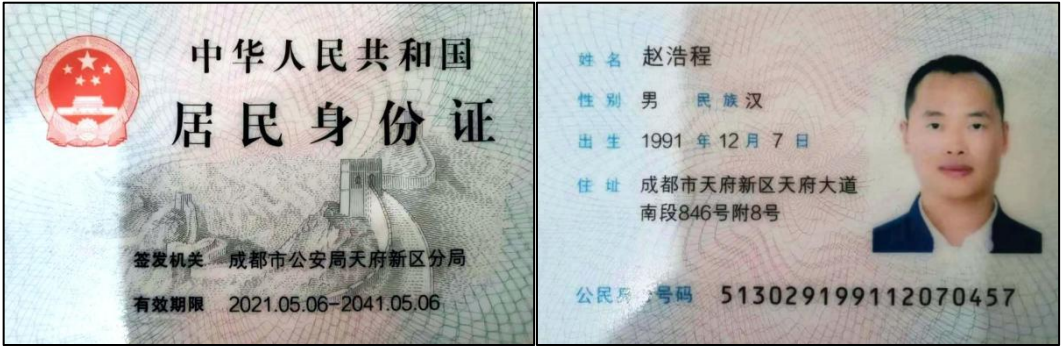 中华人民共和国
居民身份证
签发机关 成都市公安局天府新区分局
有效期限 2021.05.06-2041.05.06
姓名 赵浩程
性别 男 民族 汉
出生 1991 年 12 月 7 日
住址 成都市天府新区天府大道
南段846号附8号
公民 号码 513029199112070457